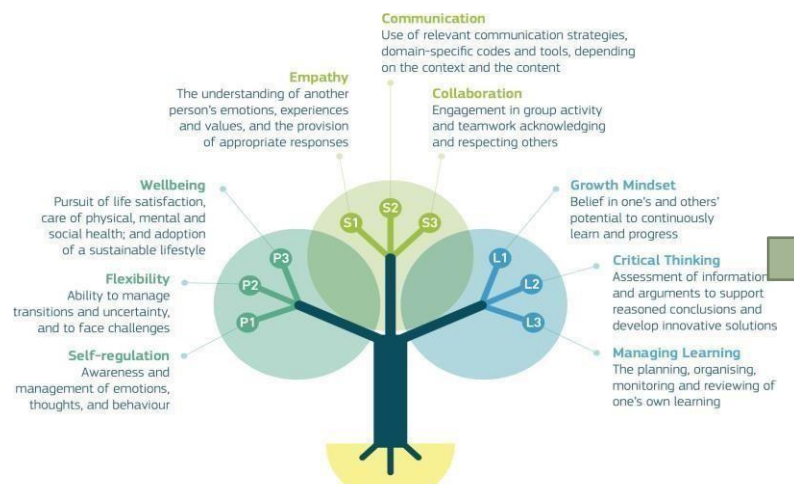 Communication
Use of relevant communication strategies,
domain-specific codes and tools, depending
on the context and the content
Empathy
The understanding of another
person's emotions, experiences
and values, and the provision
of appropriate responses
Collaboration
Engagement in group activity
and teamwork acknowledging
and respecting others
Wellbeing
Pursuit of life satisfaction,
care of physical, mental and
social health; and adoption
of a sustainable lifestyle
Flexibility
Ability to manage
transitions and uncertainty,
and to face challenges
Self-regulation
Awareness and
management of emotions,
thoughts, and behaviour
P3
P2
P1
S1
S2
S3
L1
L2
L3
Growth Mindset
Belief in one's and others'
potential to continuously
learn and progress
Critical Thinking
Assessment of information
and arguments to support
reasoned conclusions and
develop innovative solutions
Managing Learning
The planning, organising,
monitoring and reviewing of
one's own learning